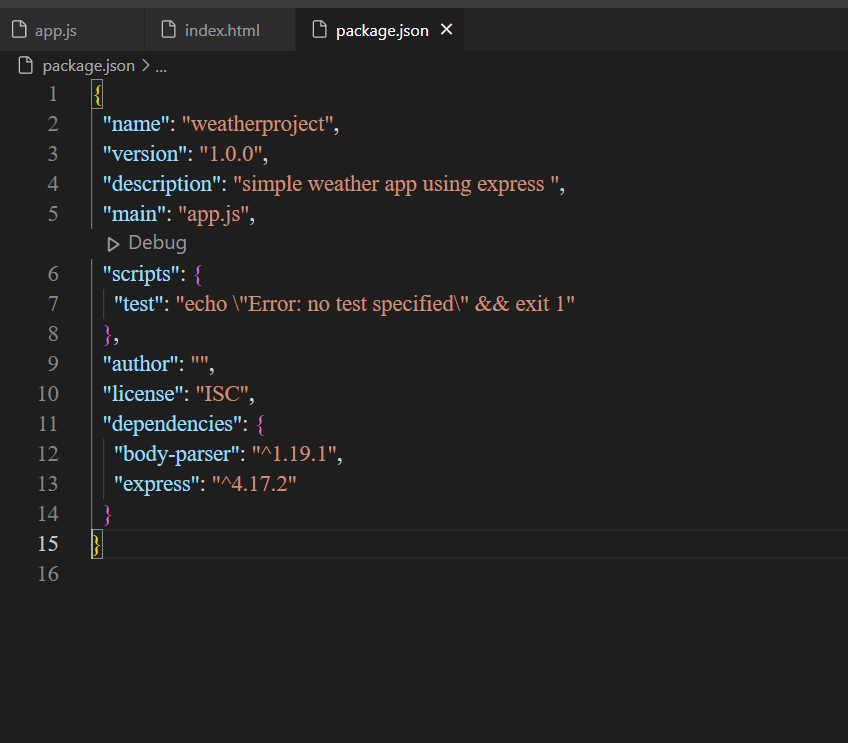 app.js index.html package.json ×
package.json > ...
1 {
2 "name": "weatherproject",
3 "version": "1.0.0",
4 "description": "simple weather app using express ",
5 "main": "app.js",
▷ Debug
6 "scripts": {
7 "test": "echo \"Error: no test specified\" && exit 1"
8 },
9 "author": "",
10 "license": "ISC",
11 "dependencies": {
12 "body-parser": "^1.19.1",
13 "express": "^4.17.2"
14 }
15 }
16